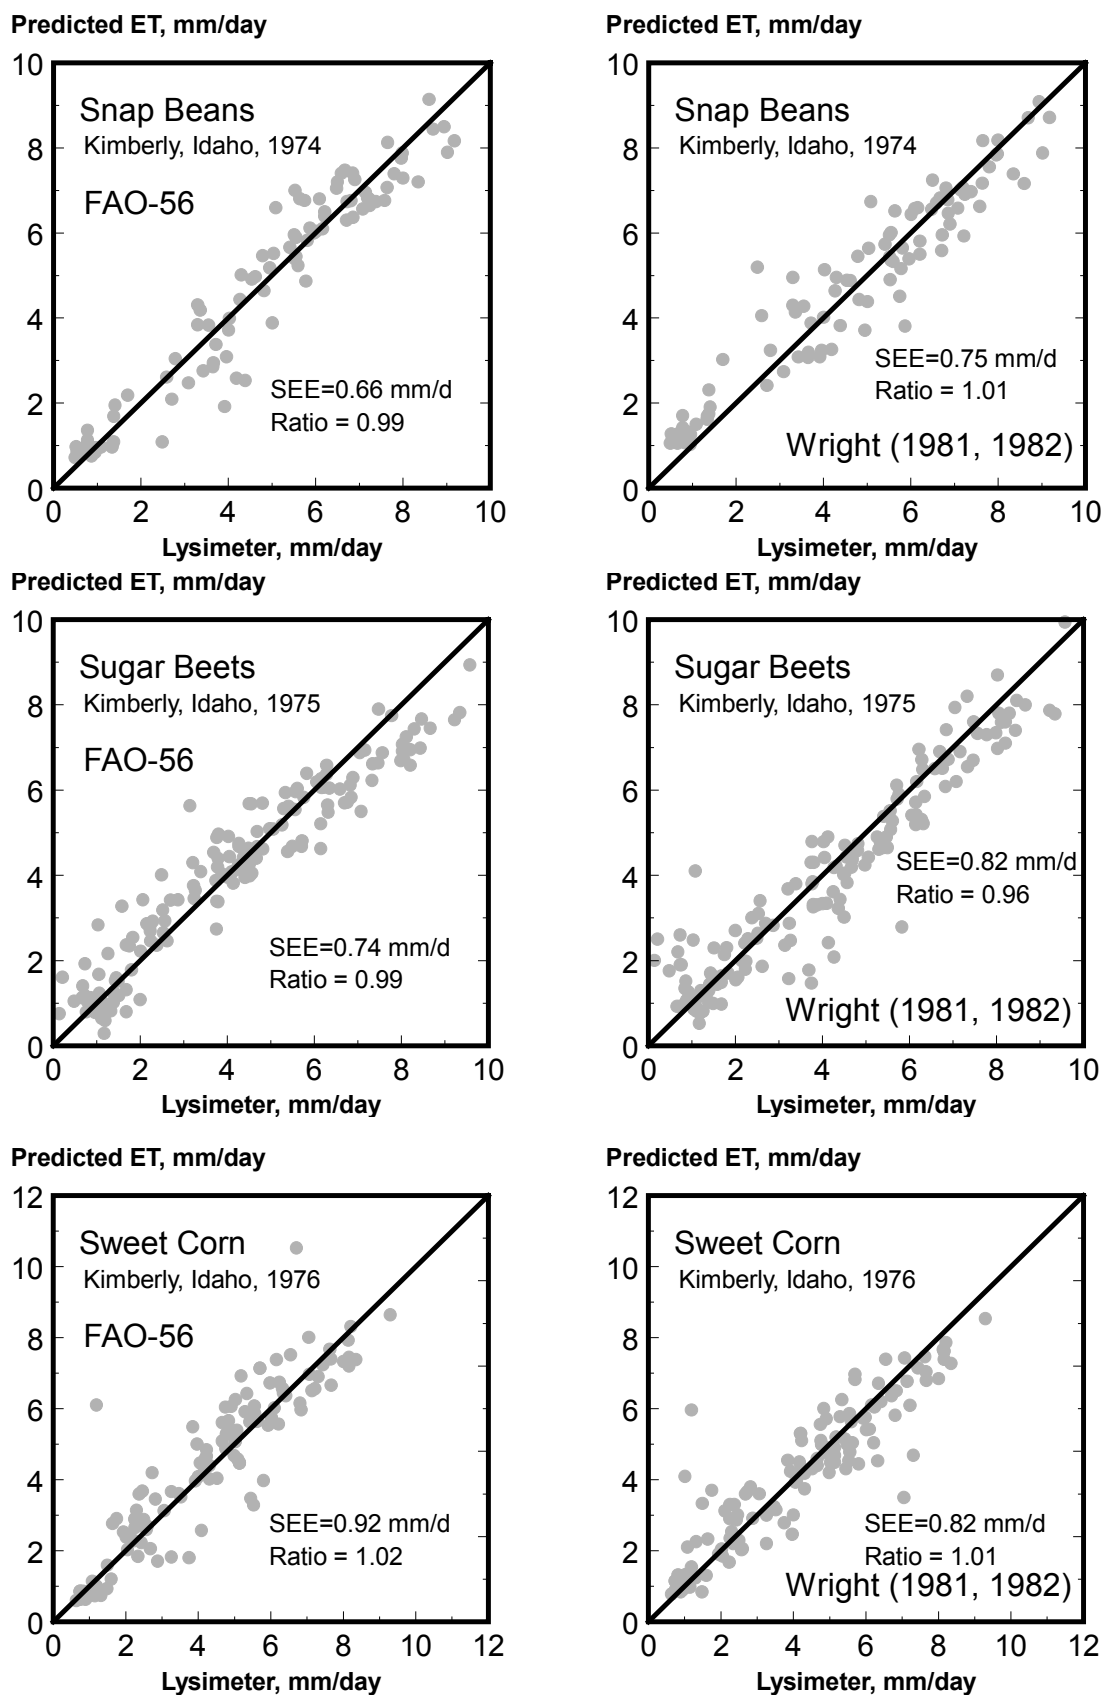 Predicted ET, mm/day
10
8
6
4
2
0
Snap Beans
Kimberly, Idaho, 1974
FAO-56
SEE=0.66 mm/d
Ratio = 0.99
0 2 4 6 8 10
Lysimeter, mm/day
Predicted ET, mm/day
10
8
6
4
2
0
Snap Beans
Kimberly, Idaho, 1974
SEE=0.75 mm/d
Ratio = 1.01
Wright (1981, 1982)
0 2 4 6 8 10
Lysimeter, mm/day
Predicted ET, mm/day
10
8
6
4
2
0
Sugar Beets
Kimberly, Idaho, 1975
FAO-56
SEE=0.74 mm/d
Ratio = 0.99
0 2 4 6 8 10
Lysimeter, mm/day
Predicted ET, mm/day
10
8
6
4
2
0
Sugar Beets
Kimberly, Idaho, 1975
SEE=0.82 mm/d
Ratio = 0.96
Wright (1981, 1982)
0 2 4 6 8 10
Lysimeter, mm/day
Predicted ET, mm/day
12
10
8
6
4
2
0
Sweet Corn
Kimberly, Idaho, 1976
FAO-56
SEE=0.92 mm/d
Ratio = 1.02
0 2 4 6 8 10 12
Lysimeter, mm/day
Predicted ET, mm/day
12
10
8
6
4
2
0
Sweet Corn
Kimberly, Idaho, 1976
SEE=0.82 mm/d
Ratio = 1.01
Wright (1981, 1982)
0 2 4 6 8 10 12
Lysimeter, mm/day